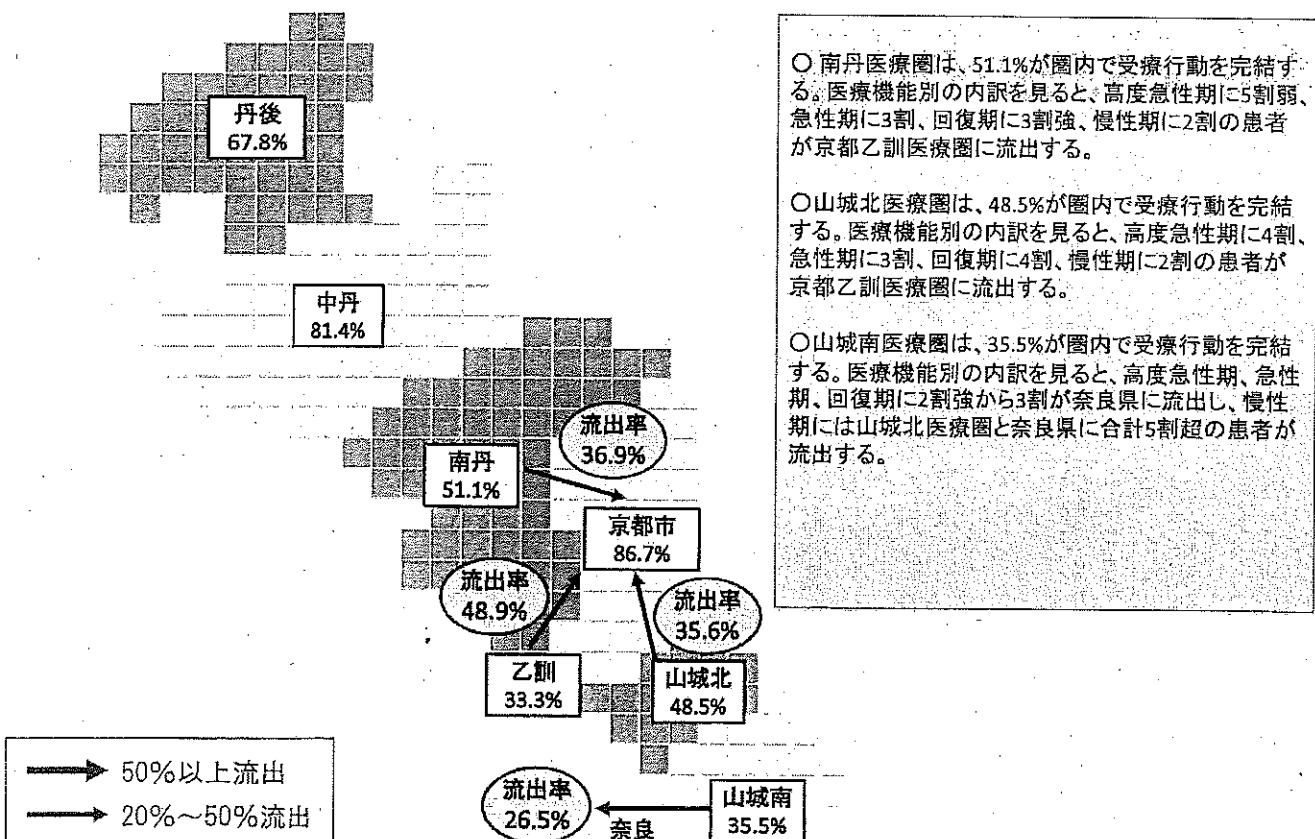 丹後
67.8%
中丹
81.4%
流出率
36.9%
南丹
51.1%
京都市
86.7%
流出率
48.9%
流出率
35.6%
乙訓
33.3%
山城北
48.5%
50%以上流出
20%~50%流出
流出率
26.5%
奈良
山城南
35.5%
○南丹医療圏は、51.1%が圏内で受療行動を完結す
る。医療機能別の内訳を見ると、高度急性期に5割弱、
急性期に3割、回復期に3割強、慢性期に2割の患者
が京都乙訓医療圏に流出する。
○山城北医療圏は、48.5%が圏内で受療行動を完結
する。医療機能別の内訳を見ると、高度急性期に4割、
急性期に3割、回復期に4割、慢性期に2割の患者が
京都乙訓医療圏に流出する。
○山城南医療圏は、35.5%が圏内で受療行動を完結
する。医療機能別の内訳を見ると、高度急性期、急性
期、回復期に2割強から3割が奈良県に流出し、慢性
期には山城北医療圏と奈良県に合計5割超の患者が
流出する。